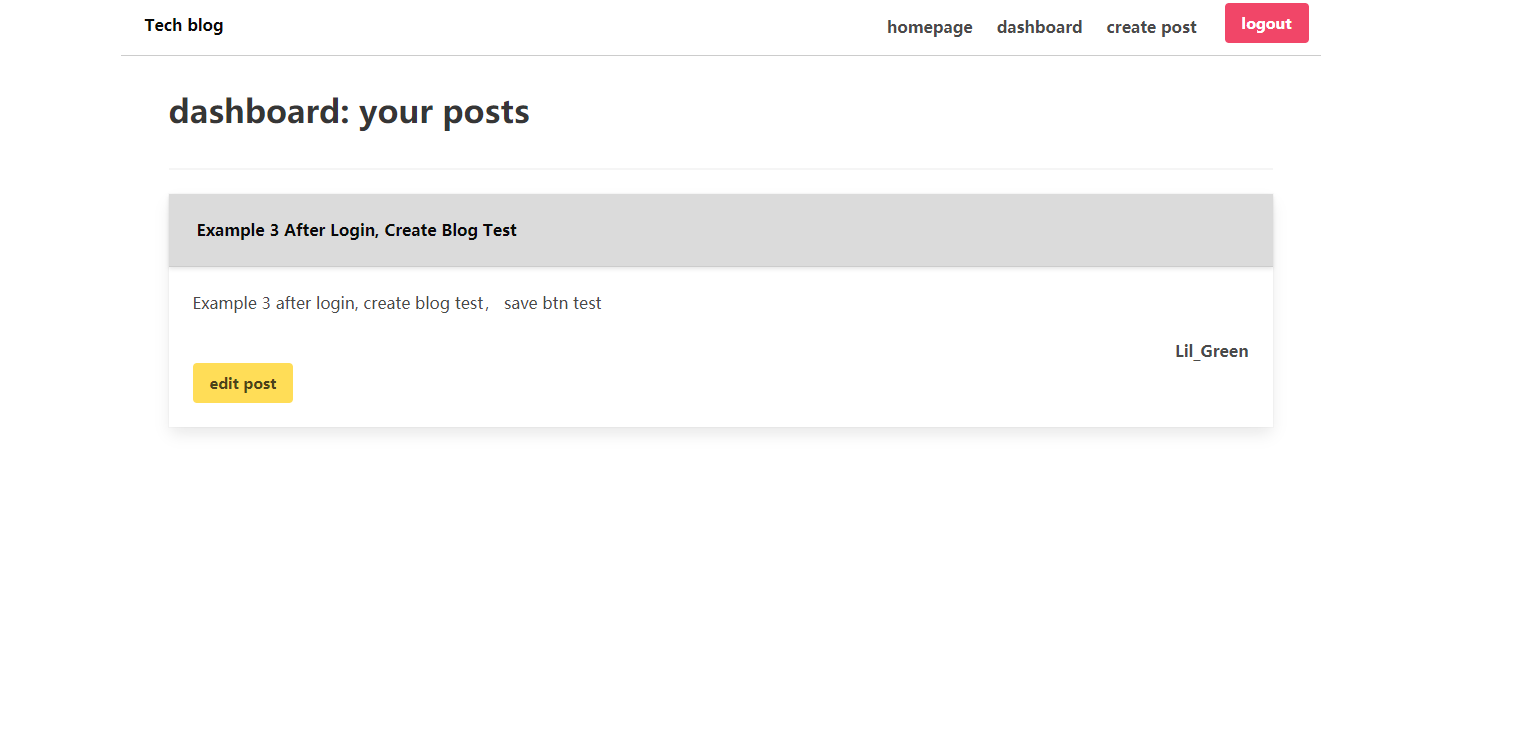 Tech blog
homepage dashboard create post logout
dashboard: your posts
Example 3 After Login, Create Blog Test
Example 3 after login, create blog test， save btn test
Lil_Green
edit post